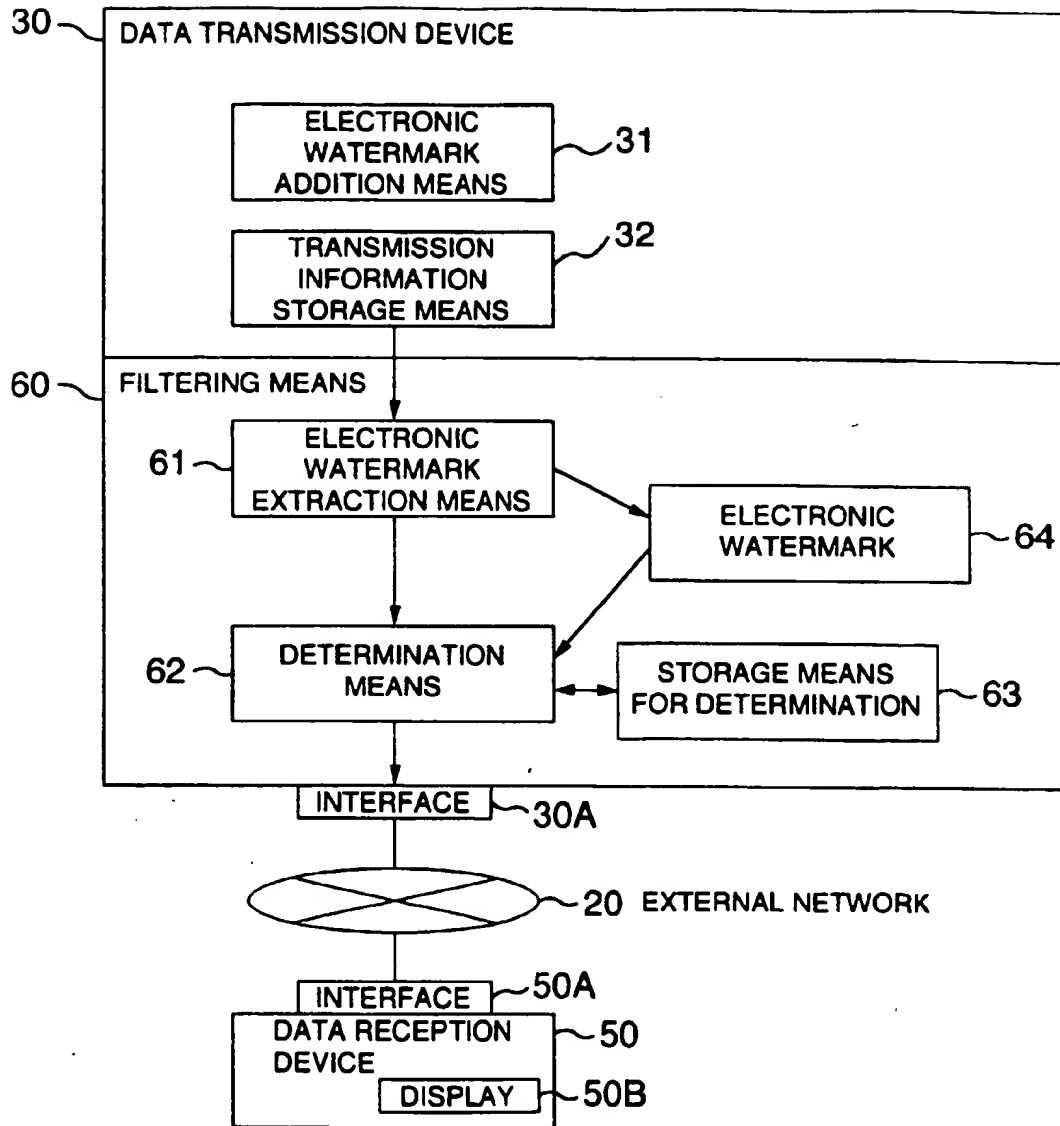 30
DATA TRANSMISSION DEVICE
ELECTRONIC
WATERMARK
ADDITION MEANS
31
TRANSMISSION
INFORMATION
STORAGE MEANS
32
60
FILTERING MEANS
61
ELECTRONIC
WATERMARK
EXTRACTION MEANS
ELECTRONIC
WATERMARK
64
62
DETERMINATION
MEANS
STORAGE MEANS
FOR DETERMINATION
63
INTERFACE
30A
20 EXTERNAL NETWORK
INTERFACE
50A
DATA RECEPTION
DEVICE
50
DISPLAY
50B